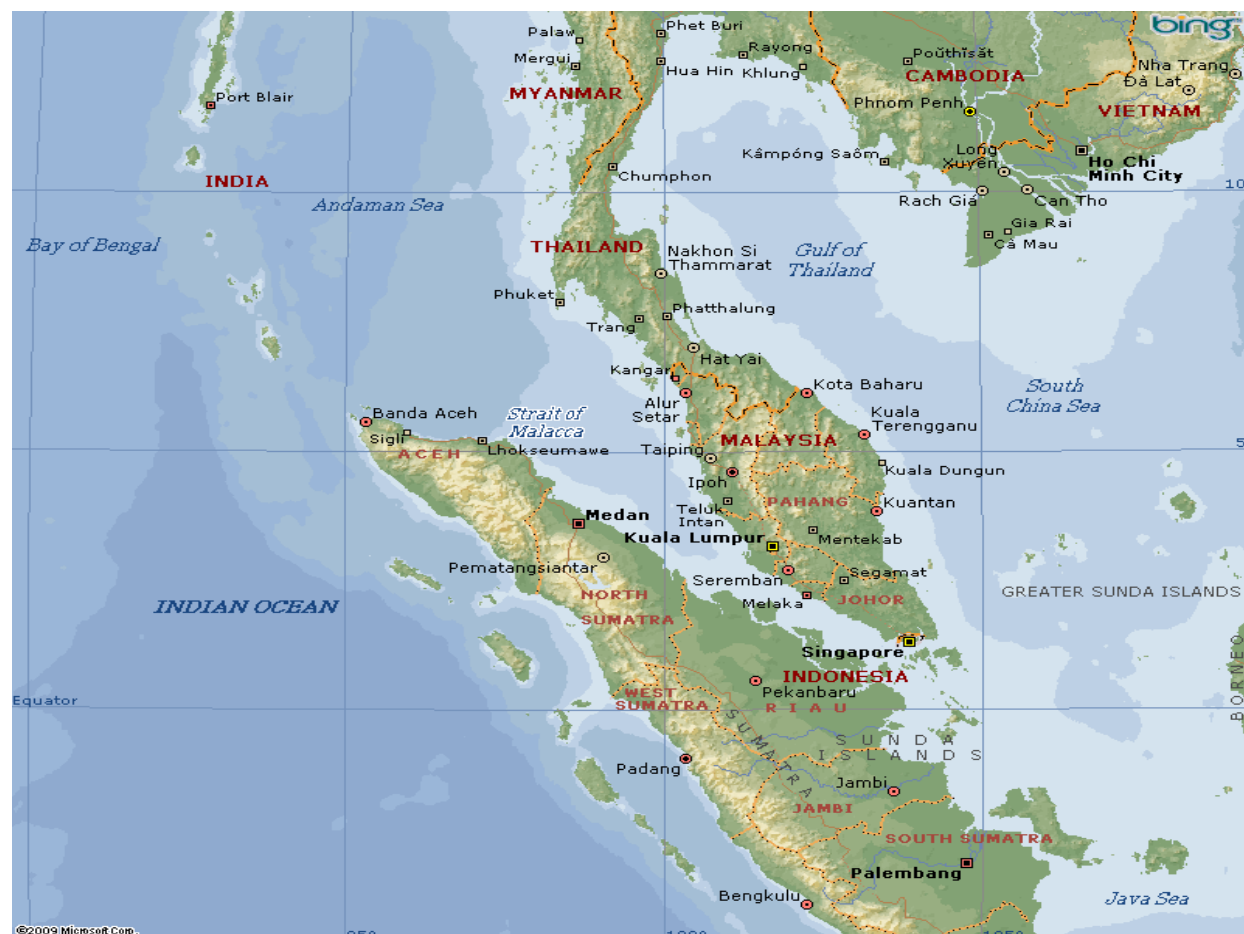 bing™
Palaw
Phet Buri
Mergui
Rayong
Poŭthĭsăt
Nha Trang
Hua Hin
Khlung
CAMBODIA
Đà Lat
MYANMAR
Port Blair
Phnom Penh
VIETNAM
Kâmpóng Saôm
Long
Xuyên
Ho Chi
Minh City
INDIA
Chumphon
10
Andaman Sea
Rach Giá
Can Tho
Gia Rai
Cà Mau
Bay of Bengal
THAILAND
Nakhon Si
Thammarat
Gulf of
Thailand
Phuket
Phatthalung
Trang
Hat Yai
Kangar
Alur
Setar
Kota Baharu
South
China Sea
Banda Aceh
Strait of
Malacca
Kuala
Terengganu
Sigli
ACEH
Lhokseumawe
Taiping
MALAYSIA
5
Ipoh
Kuala Dungun
Teluk
Intan
PAHANG
Kuantan
Medan
Kuala Lumpur
Mentekab
Pematangsiantar
Seremban
Segamat
NORTH
SUMATRA
Melaka
JOHOR
GREATER SUNDA ISLANDS
INDIAN OCEAN
Singapore
INDONESIA
BORNEO
Equator
WEST
SUMATRA
Pekanbaru
RIAU
SUMATRA
SUNDA
ISLANDS
Padang
Jambi
JAMBI
SOUTH SUMATRA
Palembang
Bengkulu
Java Sea
©2009 Microsoft Corp.